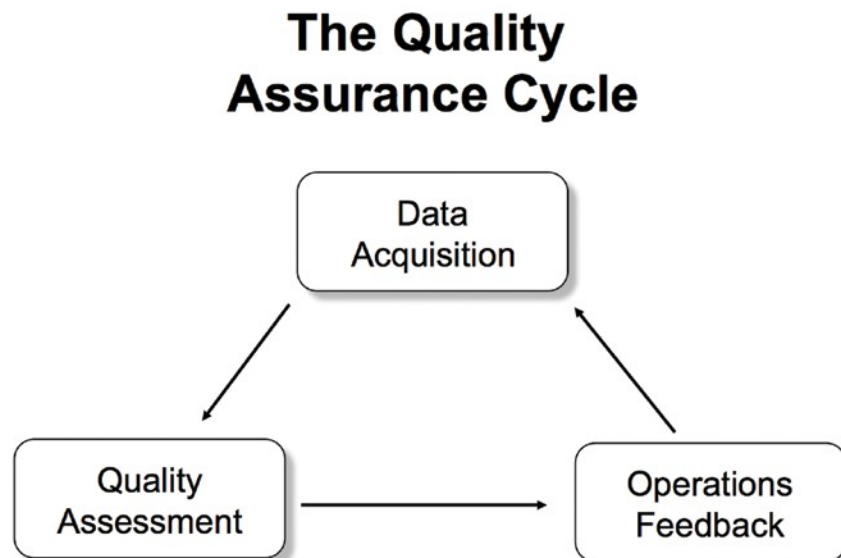 The Quality
Assurance Cycle
Data
Acquisition
Quality
Assessment
Operations
Feedback